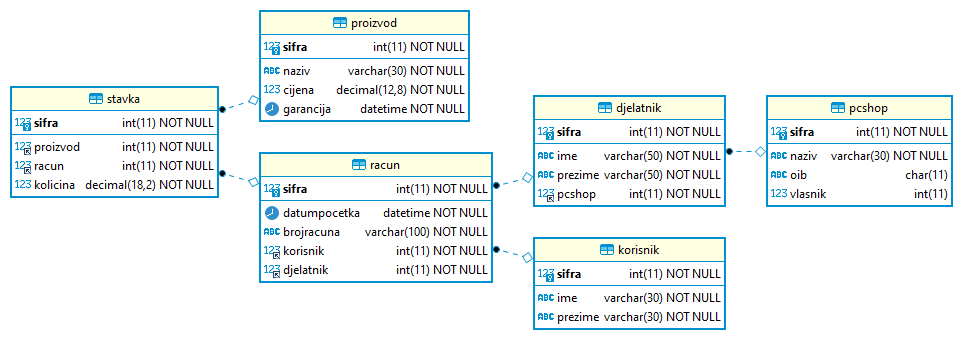 proizvod
123 sifra int(11) NOT NULL
ABC naziv varchar(30) NOT NULL
123 cijena decimal(12,8) NOT NULL
garancija datetime NOT NULL
stavka
123 sifra int(11) NOT NULL
123 proizvod int(11) NOT NULL
123 racun int(11) NOT NULL
123 kolicina decimal(18,2) NOT NULL
racun
123 sifra int(11) NOT NULL
datumpocetka datetime NOT NULL
ABC brojracuna varchar(100) NOT NULL
123 korisnik int(11) NOT NULL
123 djelatnik int(11) NOT NULL
djelatnik
123 sifra int(11) NOT NULL
ABC ime varchar(50) NOT NULL
ABC prezime varchar(50) NOT NULL
123 pcshop int(11) NOT NULL
pcshop
123 sifra int(11) NOT NULL
ABC naziv varchar(30) NOT NULL
ABC oib char(11)
123 vlasnik int(11)
korisnik
123 sifra int(11) NOT NULL
ABC ime varchar(30) NOT NULL
ABC prezime varchar(30) NOT NULL